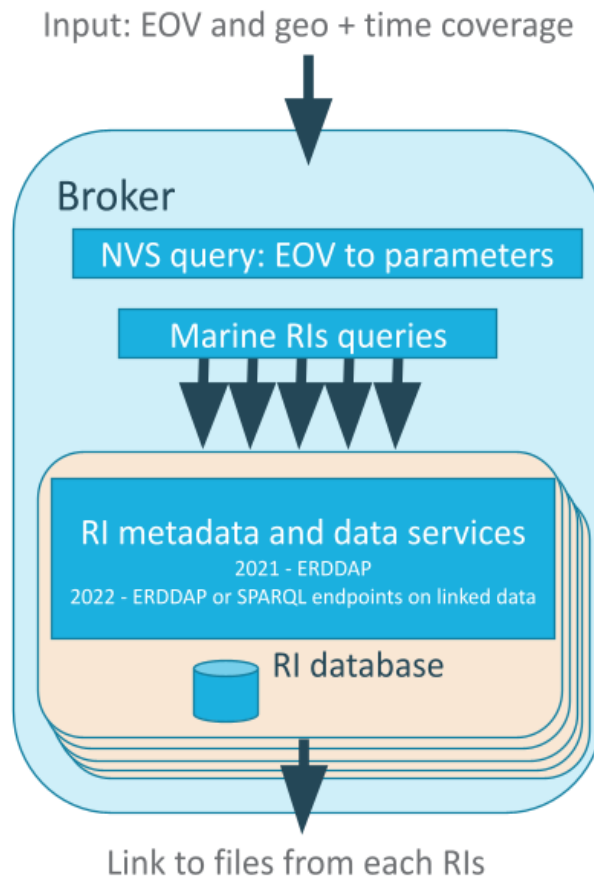 Input: EOV and geo + time coverage
Broker
NVS query: EOV to parameters
Marine RIs queries
RI metadata and data services
2021 - ERDDAP
2022 - ERDDAP or SPARQL endpoints on linked data
RI database
Link to files from each RIs